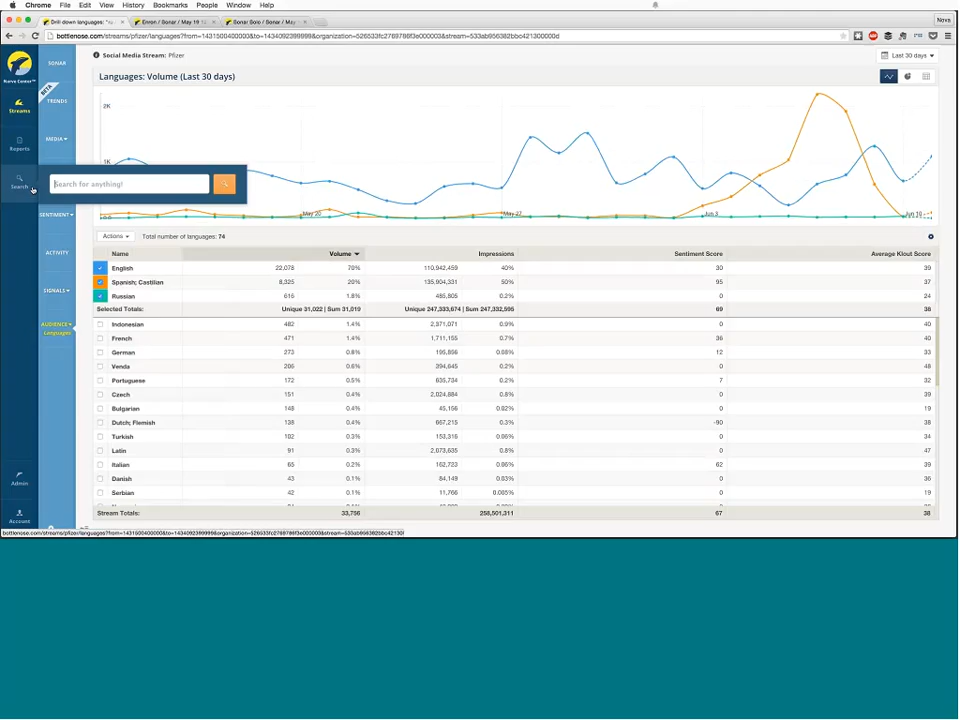 Chrome File Edit View History Bookmarks People Window Help
Drill down languages: "
Enron / Sonar / May 19
Sonar Solo / Sonar / May
Nova
bottlenose.com/streams/pfizer/languages?
Nerve Center™
Streams
Reports
Search
Admin
Account
SONAR
BETA
TRENDS
MEDIA
SENTIMENT
ACTIVITY
SIGNALS
AUDIENCE
Languages
Search for anything!
Social Media Stream: Pfizer
Last 30 days
Languages: Volume (Last 30 days)
2K
1K
0.0
May 20
May 27
Jun 3
Jun 10
Actions Total number of languages: 74
Name Volume Impressions Sentiment Score Average Klout Score
English 22,078 70% 110,942,459 40% 30 39
Spanish; Castilian 8,325 20% 135,904,331 50% 95 37
Russian 616 1.8% 485,805 0.2% 0 24
Selected Totals: Unique 31,022 | Sum 31,019 Unique 247,333,674 | Sum 247,332,595 69 38
Indonesian 482 1.4% 2,371,071 0.9% 0 40
French 471 1.4% 1,711,155 0.7% 36 40
German 273 0.8% 195,856 0.08% 12 33
Venda 206 0.6% 394,645 0.2% 0 48
Portuguese 172 0.5% 635,734 0.2% 7 32
Czech 151 0.4% 2,024,884 0.8% 0 39
Bulgarian 148 0.4% 45,156 0.02% 0 19
Dutch; Flemish 138 0.4% 667,215 0.3% -90 38
Turkish 102 0.3% 153,316 0.06% 0 34
Latin 91 0.3% 2,073,635 0.8% 0 47
Italian 65 0.2% 162,723 0.06% 62 39
Danish 43 0.1% 84,149 0.03% 0 36
Serbian 42 0.1% 11,766 0.005% 0 19
Stream Totals: 33,756 258,501,311 67 38